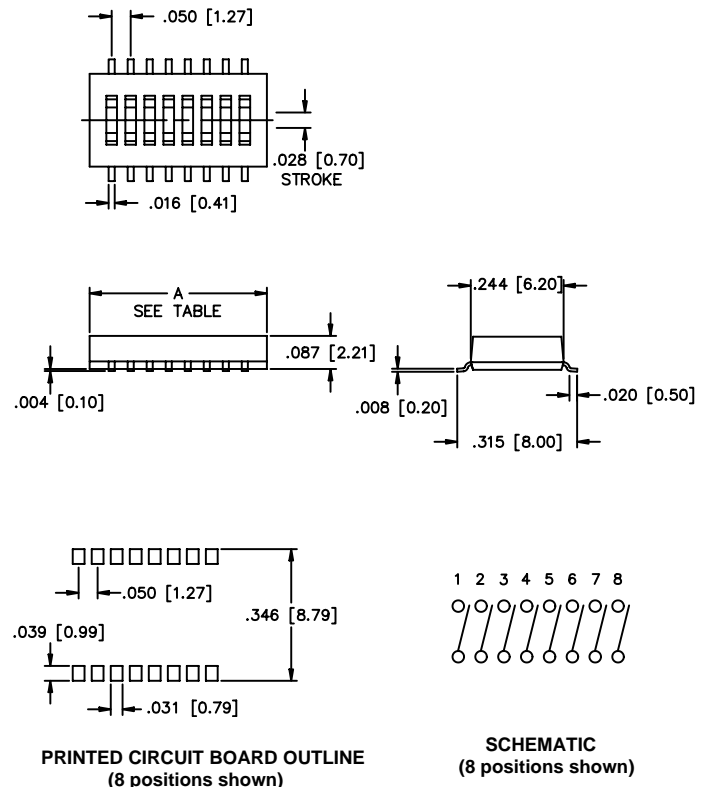 .050 [1.27]
.028 [0.70]
STROKE
.016 [0.41]
A
SEE TABLE
.087 [2.21]
.004 [0.10]
.244 [6.20]
.008 [0.20]
.020 [0.50]
.315 [8.00]
.050 [1.27]
.346 [8.79]
.039 [0.99]
.031 [0.79]
1 2 3 4 5 6 7 8
PRINTED CIRCUIT BOARD OUTLINE
(8 positions shown)
SCHEMATIC
(8 positions shown)